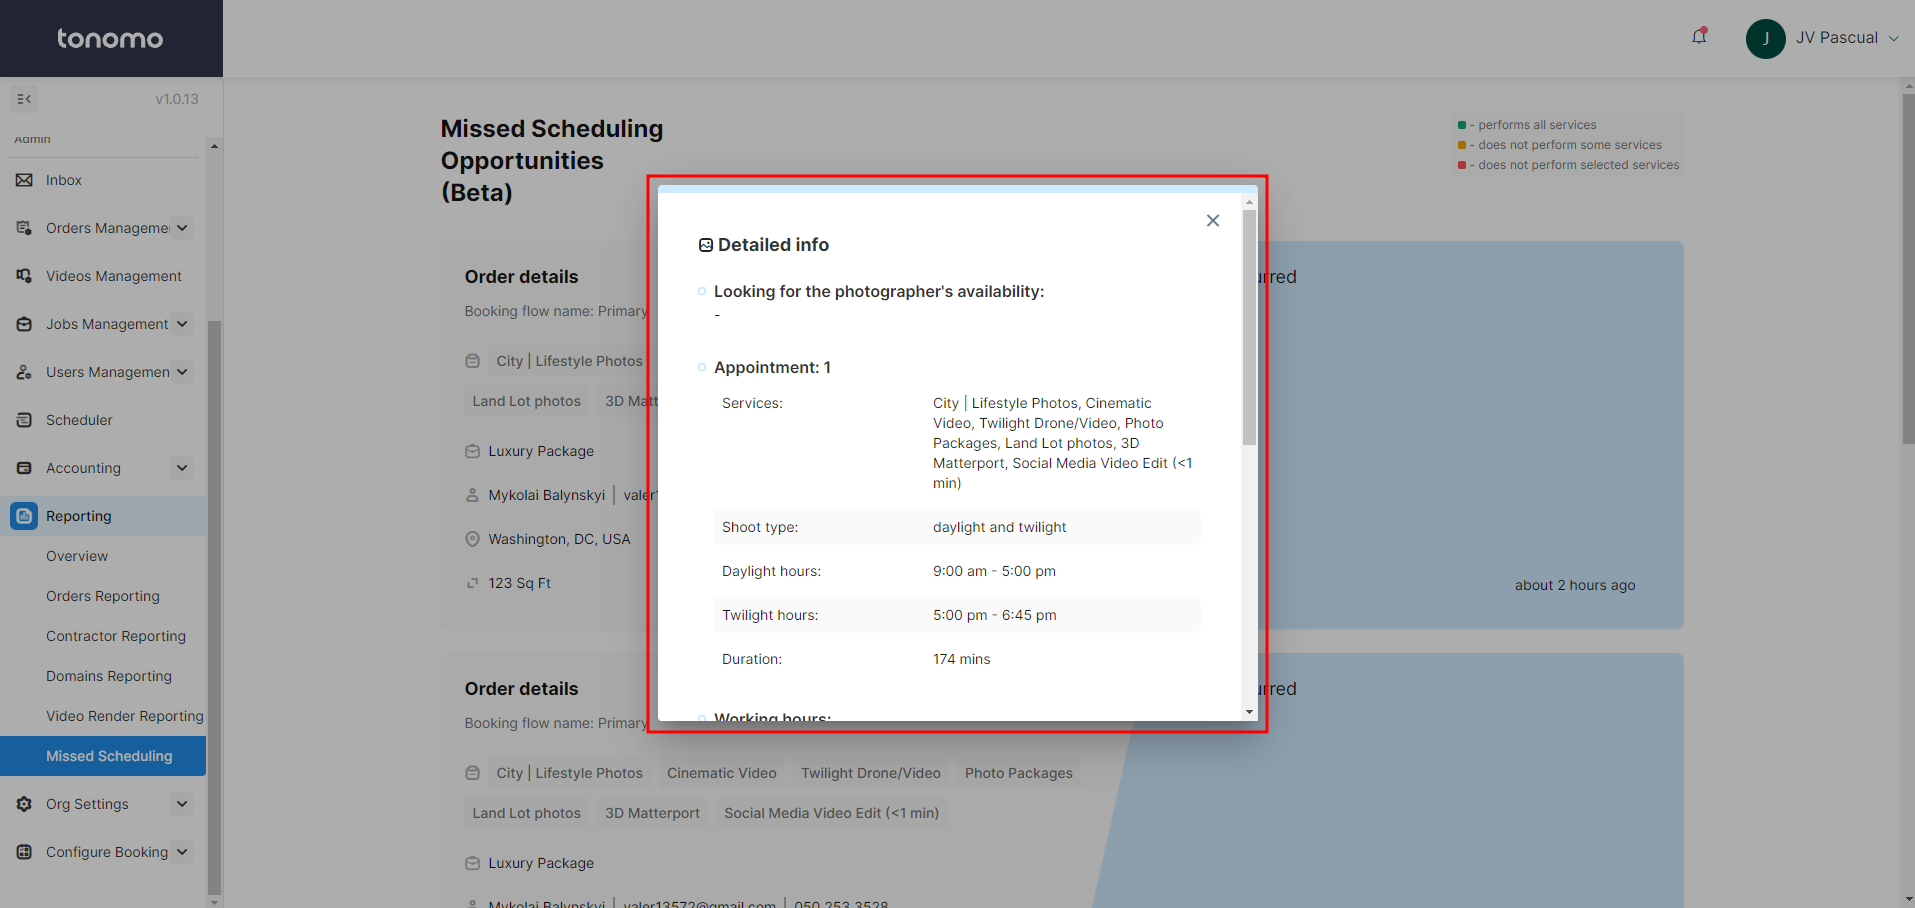 tonomo
J
JV Pascual
v1.0.13
Admin
Inbox
Orders Manageme
Videos Management
Jobs Management
Users Managemen
Scheduler
Accounting
Reporting
Overview
Orders Reporting
Contractor Reporting
Domains Reporting
Video Render Reporting
Missed Scheduling
Org Settings
Configure Booking
Missed Scheduling
Opportunities
(Beta)
- performs all services
- does not perform some services
- does not perform selected services
Order details
Booking flow name: Primary
City | Lifestyle Photos
Land Lot photos 3D Matt
Luxury Package
Mykolai Balynskyi | valer
Washington, DC, USA
123 Sq Ft
urred
about 2 hours ago
Detailed info
Looking for the photographer's availability:
-
Appointment: 1
Services: City | Lifestyle Photos, Cinematic
Video, Twilight Drone/Video, Photo
Packages, Land Lot photos, 3D
Matterport, Social Media Video Edit (<1
min)
Shoot type: daylight and twilight
Daylight hours: 9:00 am - 5:00 pm
Twilight hours: 5:00 pm - 6:45 pm
Duration: 174 mins
Working hours:
Order details
urred
Booking flow name: Primary
City | Lifestyle Photos Cinematic Video Twilight Drone/Video Photo Packages
Land Lot photos 3D Matterport Social Media Video Edit (<1 min)
Luxury Package
Mykolai Balynskyi | valer13572@gmail.com | 050 253 3528